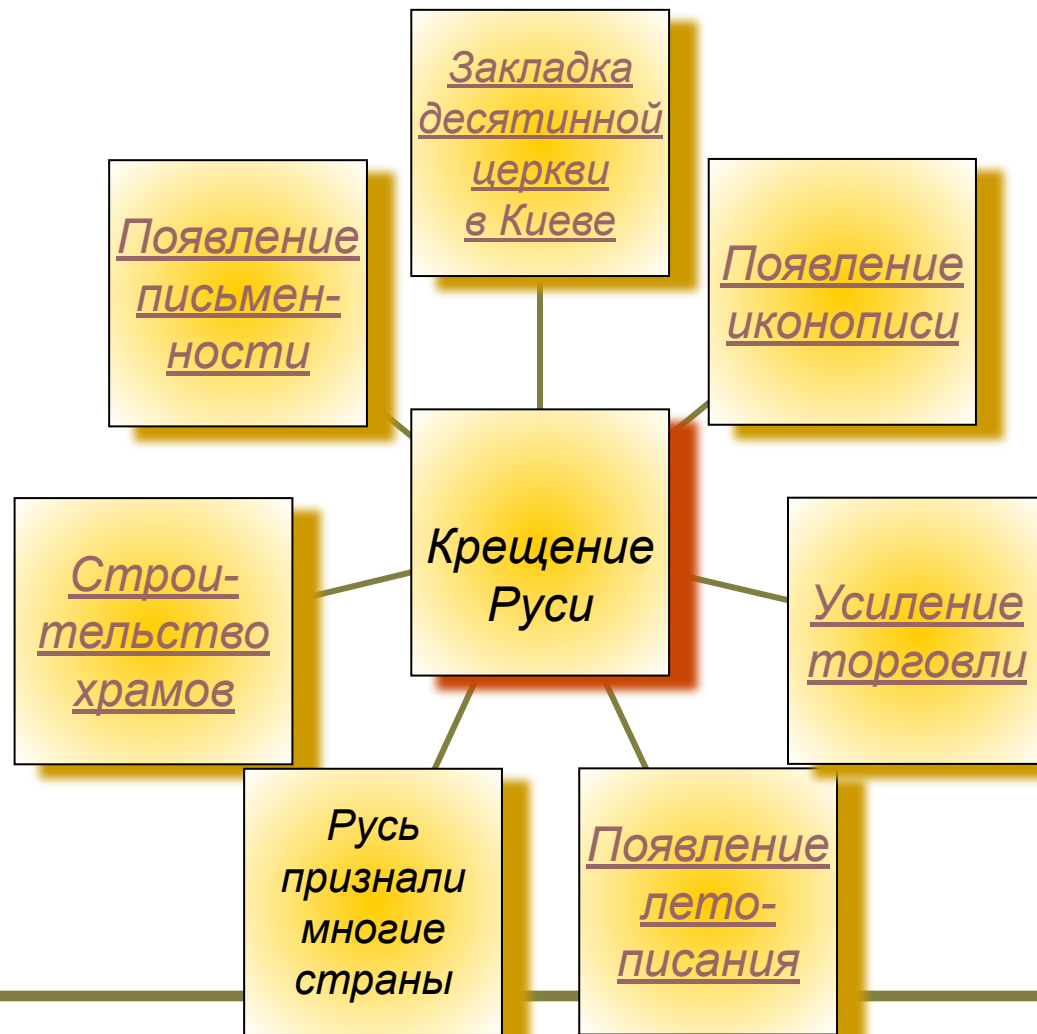 Закладка
десятинной
церкви
в Киеве
Появление
письмен-
ности
Появление
иконописи
Крещение
Руси
Строи-
тельство
храмов
Усиление
торговли
Русь
признали
многие
страны
Появление
лето-
писания